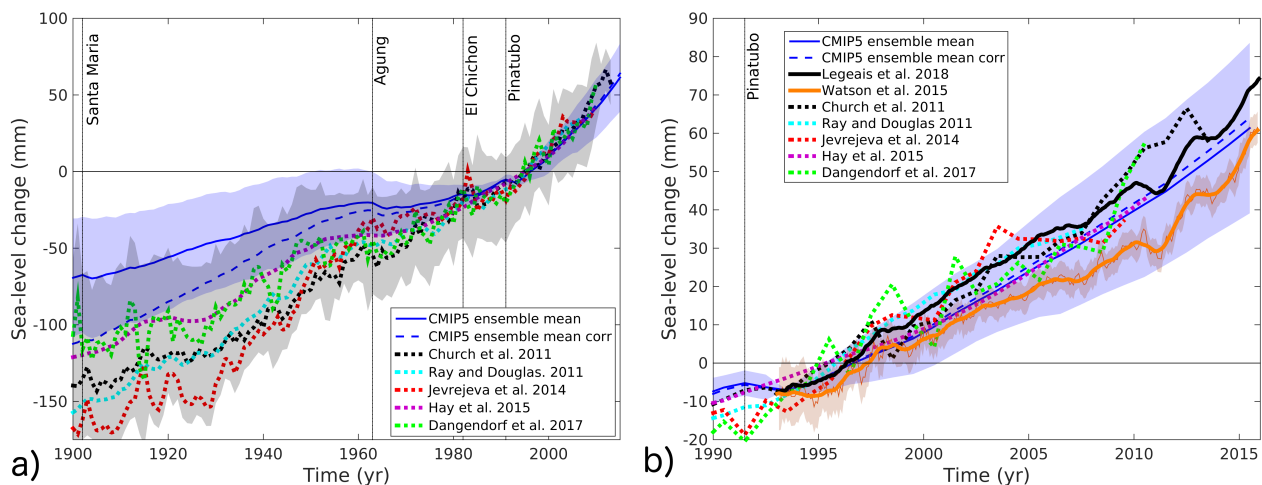 100
50
0
-50
-100
-150
1900
1920
1940
1960
1980
2000
Sea-level change (mm)
Time (yr)
Santa Maria
Agung
El Chichon
Pinatubo
CMIP5 ensemble mean
CMIP5 ensemble mean corr
Church et al. 2011
Ray and Douglas. 2011
Jevrejeva et al. 2014
Hay et al. 2015
Dangendorf et al. 2017
a)
90
80
70
60
50
40
30
20
10
0
-10
-20
1990
1995
2000
2005
2010
2015
Sea-level change (mm)
Time (yr)
Pinatubo
CMIP5 ensemble mean
CMIP5 ensemble mean corr
Legeais et al. 2018
Watson et al. 2015
Church et al. 2011
Ray and Douglas 2011
Jevrejeva et al. 2014
Hay et al. 2015
Dangendorf et al. 2017
b)